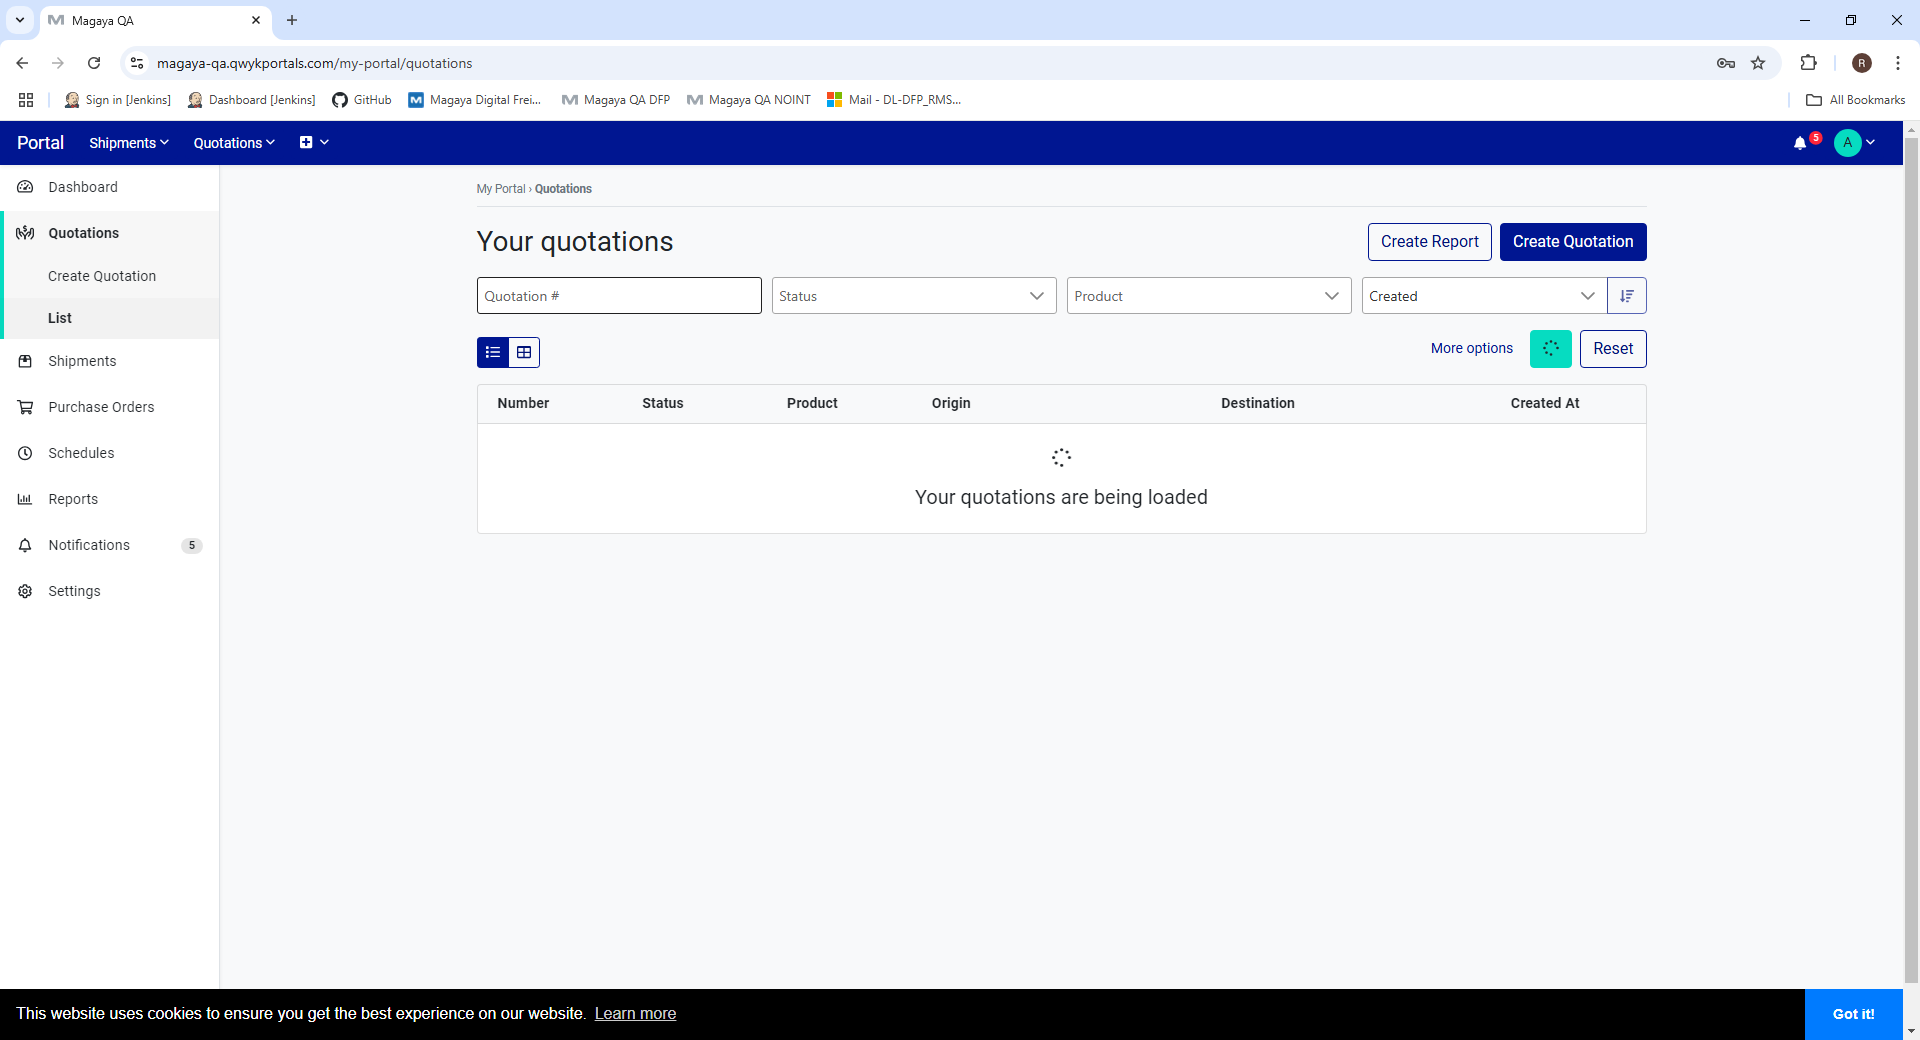 Magaya QA
magaya-qa.qwykportals.com/my-portal/quotations
R
Sign in [Jenkins]
Dashboard [Jenkins]
GitHub
Magaya Digital Frei...
Magaya QA DFP
Magaya QA NOINT
Mail - DL-DFP_RMS...
All Bookmarks
Portal
Shipments
Quotations
5
A
Dashboard
Quotations
Create Quotation
List
Shipments
Purchase Orders
Schedules
Reports
Notifications 5
Settings
My Portal › Quotations
Your quotations
Create Report
Create Quotation
Quotation #
Status
Product
Created
More options
Reset
Number Status Product Origin Destination Created At
Your quotations are being loaded
This website uses cookies to ensure you get the best experience on our website. Learn more
Got it!